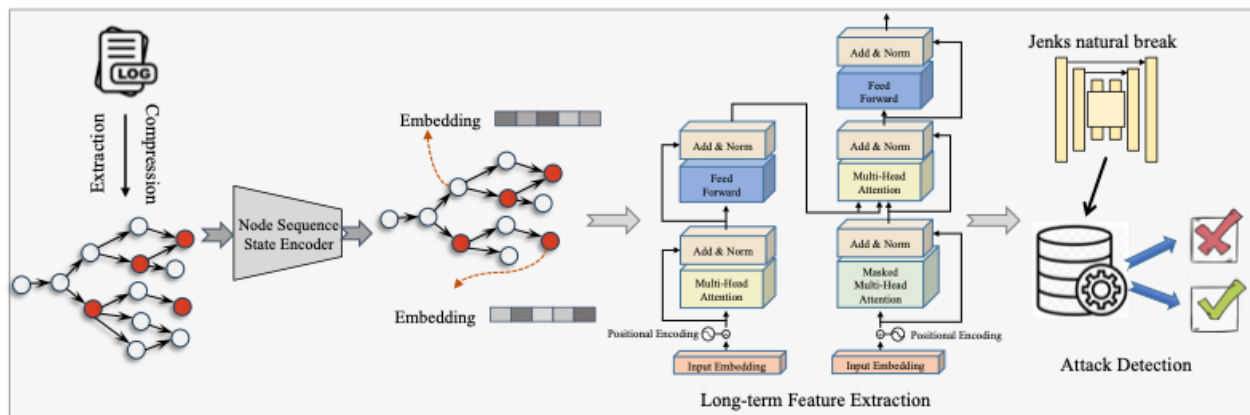 LOG
Extraction
Compression
Node Sequence
State Encoder
Embedding
Embedding
Add & Norm
Feed
Forward
Add & Norm
Multi-Head
Attention
Positional Encoding
Input Embedding
Add & Norm
Feed
Forward
Add & Norm
Multi-Head
Attention
Add & Norm
Masked
Multi-Head
Attention
Positional Encoding
Input Embedding
Long-term Feature Extraction
Jenks natural break
Attack Detection